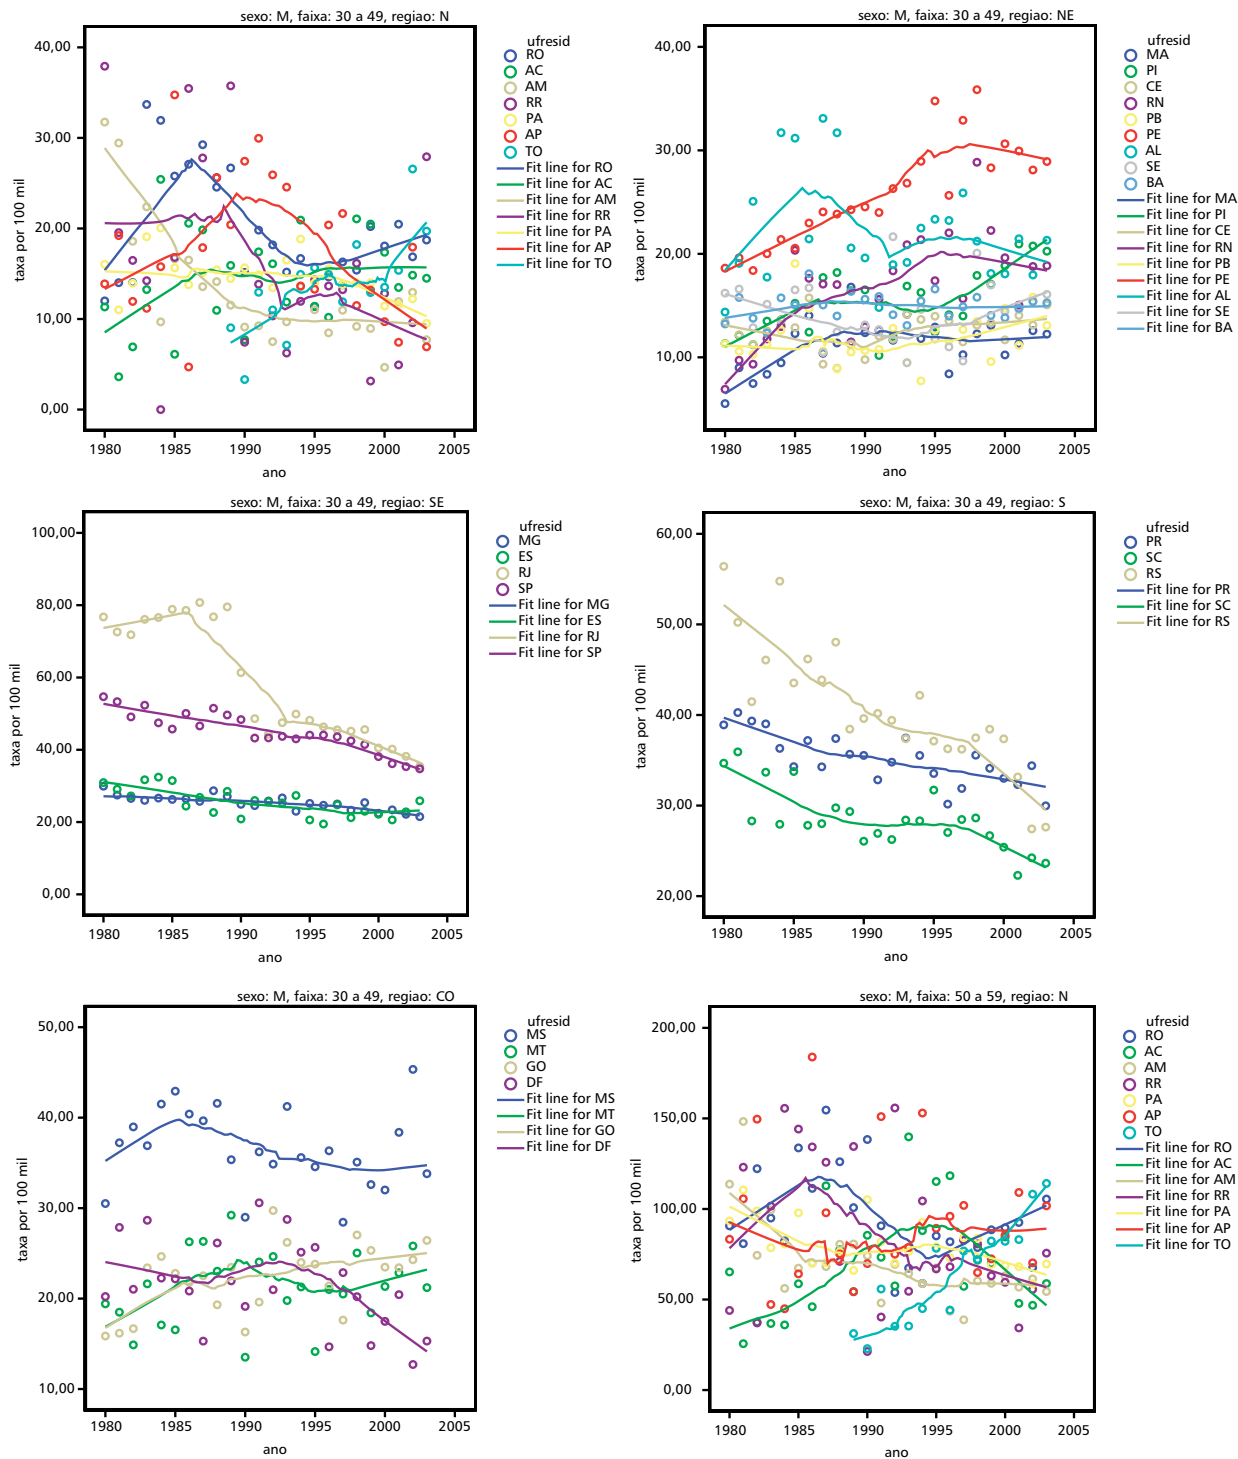 sexo: M, faixa: 30 a 49, regiao: N
40,00
30,00
20,00
10,00
0,00
taxa por 100 mil
1980 1985 1990 1995 2000 2005
ano
ufresid
RO
AC
AM
RR
PA
AP
TO
Fit line for RO
Fit line for AC
Fit line for AM
Fit line for RR
Fit line for PA
Fit line for AP
Fit line for TO
sexo: M, faixa: 30 a 49, regiao: NE
40,00
30,00
20,00
10,00
taxa por 100 mil
1980 1985 1990 1995 2000 2005
ano
ufresid
MA
PI
CE
RN
PB
PE
AL
SE
BA
Fit line for MA
Fit line for PI
Fit line for CE
Fit line for RN
Fit line for PB
Fit line for PE
Fit line for AL
Fit line for SE
Fit line for BA
sexo: M, faixa: 30 a 49, regiao: SE
100,00
80,00
60,00
40,00
20,00
0,00
taxa por 100 mil
1980 1985 1990 1995 2000 2005
ano
ufresid
MG
ES
RJ
SP
Fit line for MG
Fit line for ES
Fit line for RJ
Fit line for SP
sexo: M, faixa: 30 a 49, regiao: S
60,00
50,00
40,00
30,00
20,00
taxa por 100 mil
1980 1985 1990 1995 2000 2005
ano
ufresid
PR
SC
RS
Fit line for PR
Fit line for SC
Fit line for RS
sexo: M, faixa: 30 a 49, regiao: CO
50,00
40,00
30,00
20,00
10,00
taxa por 100 mil
1980 1985 1990 1995 2000 2005
ano
ufresid
MS
MT
GO
DF
Fit line for MS
Fit line for MT
Fit line for GO
Fit line for DF
sexo: M, faixa: 50 a 59, regiao: N
200,00
150,00
100,00
50,00
0,00
taxa por 100 mil
1980 1985 1990 1995 2000 2005
ano
ufresid
RO
AC
AM
RR
PA
AP
TO
Fit line for RO
Fit line for AC
Fit line for AM
Fit line for RR
Fit line for PA
Fit line for AP
Fit line for TO